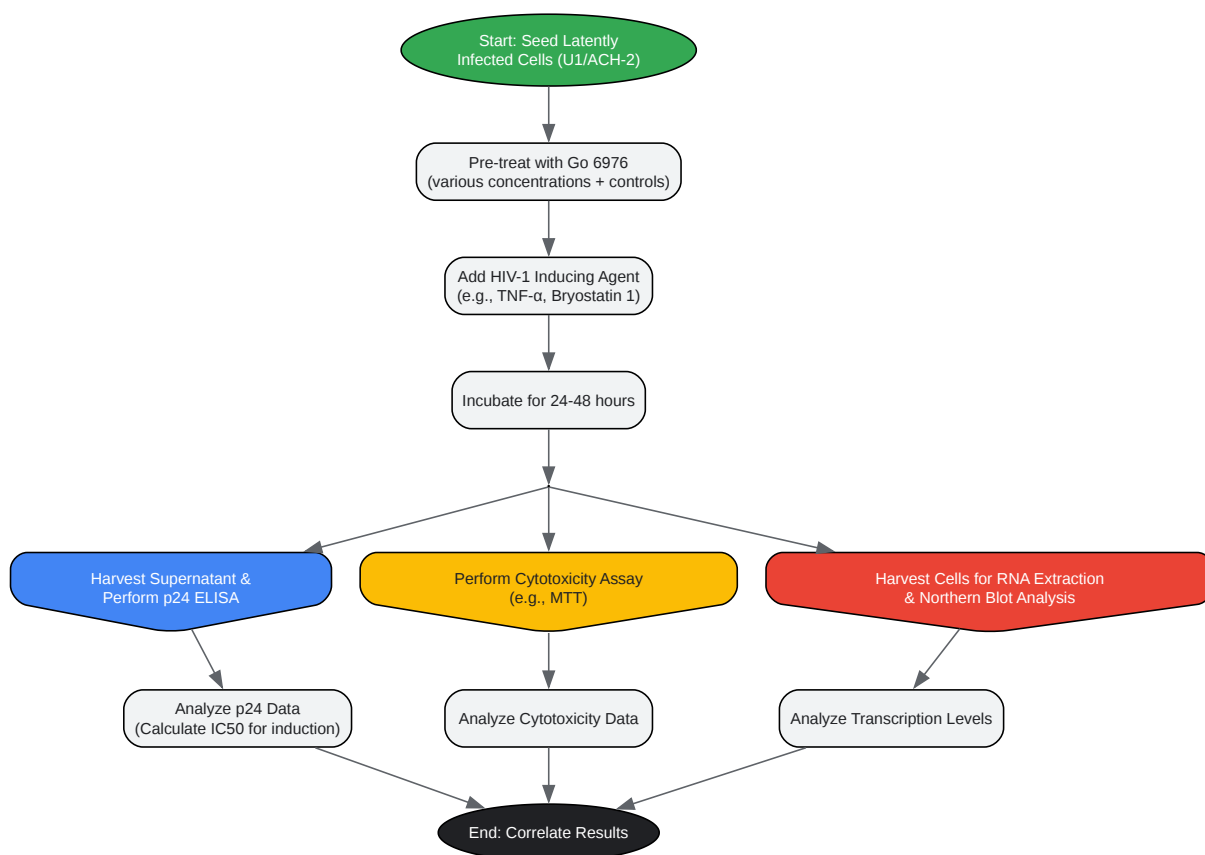 Start: Seed Latently
Infected Cells (U1/ACH-2)
Pre-treat with Go 6976
(various concentrations + controls)
Add HIV-1 Inducing Agent
(e.g., TNF-α, Bryostatin 1)
Incubate for 24-48 hours
Harvest Supernatant &
Perform p24 ELISA
Perform Cytotoxicity Assay
(e.g., MTT)
Harvest Cells for RNA Extraction
& Northern Blot Analysis
Analyze p24 Data
(Calculate IC50 for induction)
Analyze Cytotoxicity Data
Analyze Transcription Levels
End: Correlate Results